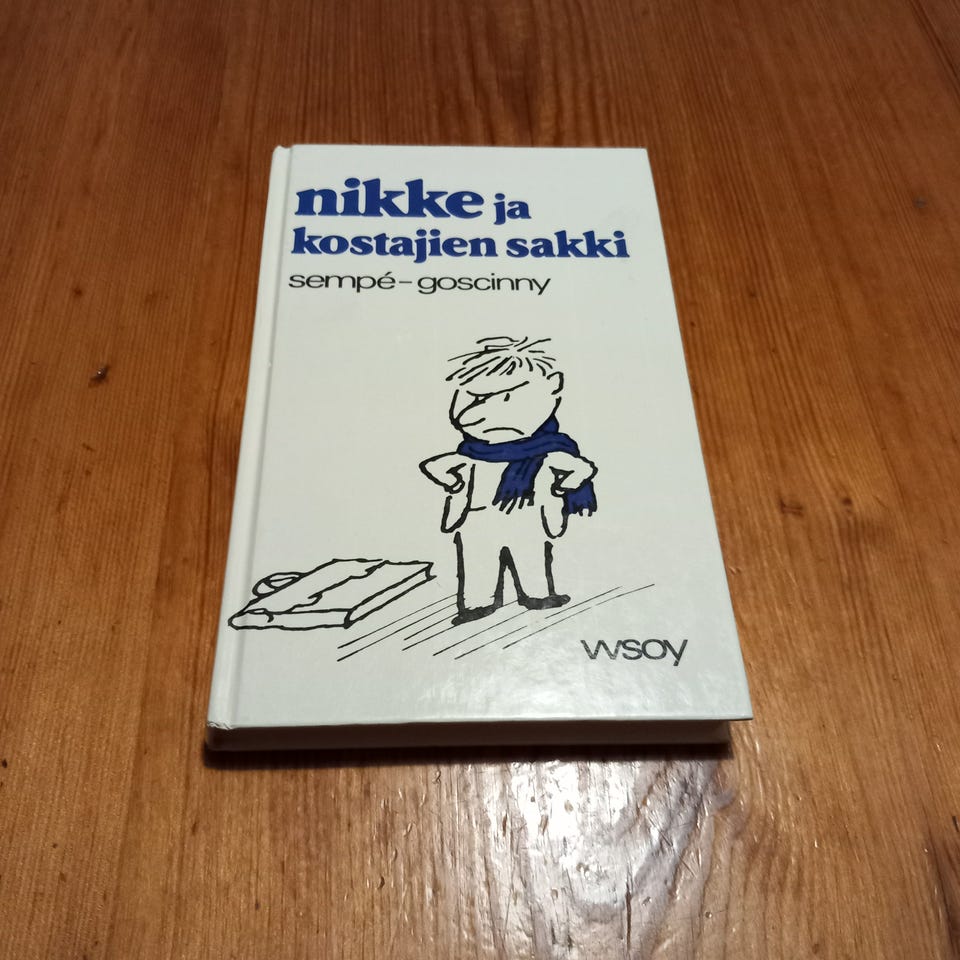 nikke ja
kostajien sakki
sempé-goscinny
wsoy